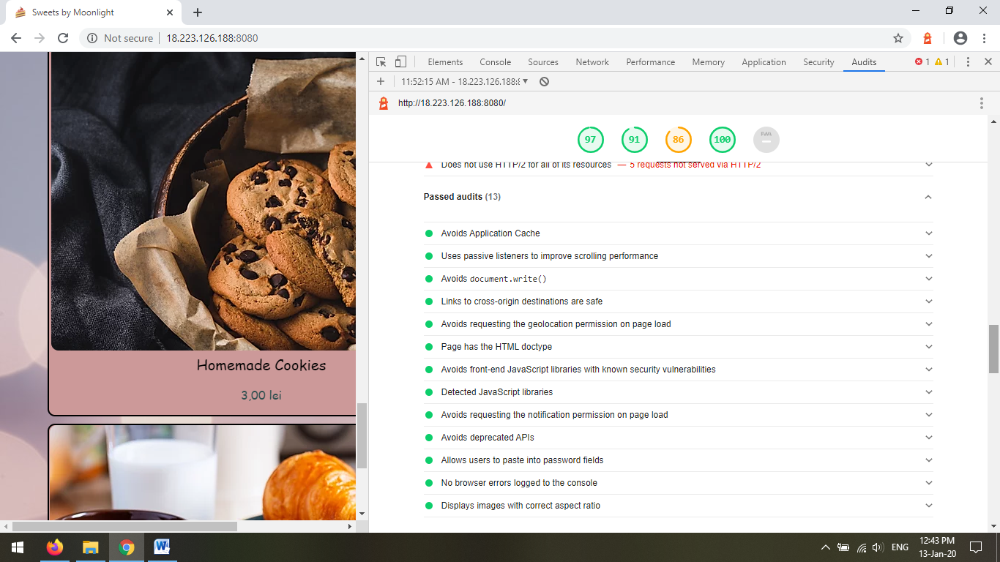 Sweets by Moonlight
Not secure 18.223.126.188:8080
Elements Console Sources Network Performance Memory Application Security Audits 1 1
11:52:15 AM - 18.223.126.188:8
http://18.223.126.188:8080/
97 91 86 100 PWA
Does not use HTTP/2 for all of its resources — 5 requests not served via HTTP/2
Passed audits (13)
Avoids Application Cache
Uses passive listeners to improve scrolling performance
Avoids document.write()
Links to cross-origin destinations are safe
Avoids requesting the geolocation permission on page load
Page has the HTML doctype
Avoids front-end JavaScript libraries with known security vulnerabilities
Detected JavaScript libraries
Avoids requesting the notification permission on page load
Avoids deprecated APIs
Allows users to paste into password fields
No browser errors logged to the console
Displays images with correct aspect ratio
Homemade Cookies
3,00 lei
ENG
12:43 PM
13-Jan-20